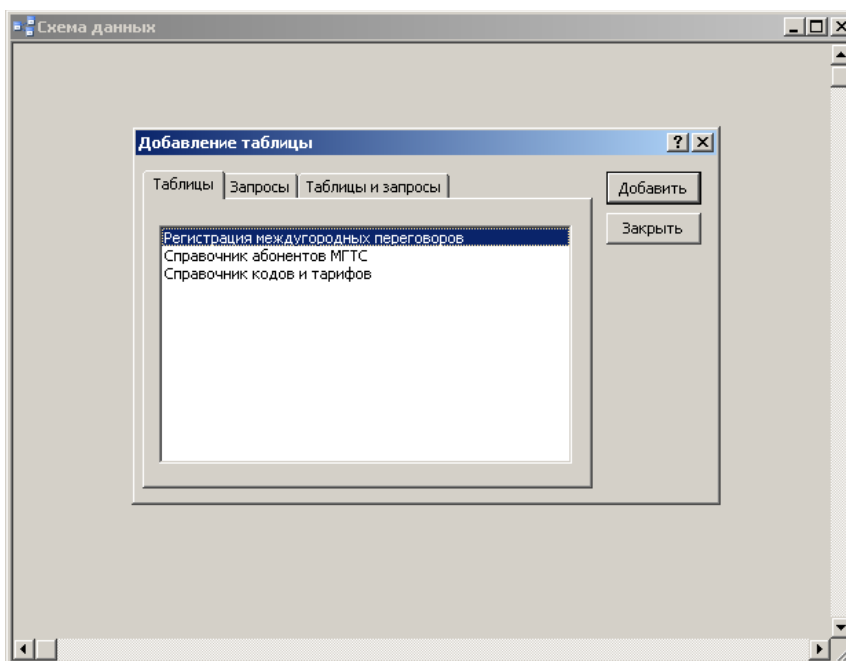 Схема данных
Добавление таблицы
Таблицы Запросы Таблицы и запросы
Добавить
Закрыть
Регистрация междугородных переговоров
Справочник абонентов МГТС
Справочник кодов и тарифов